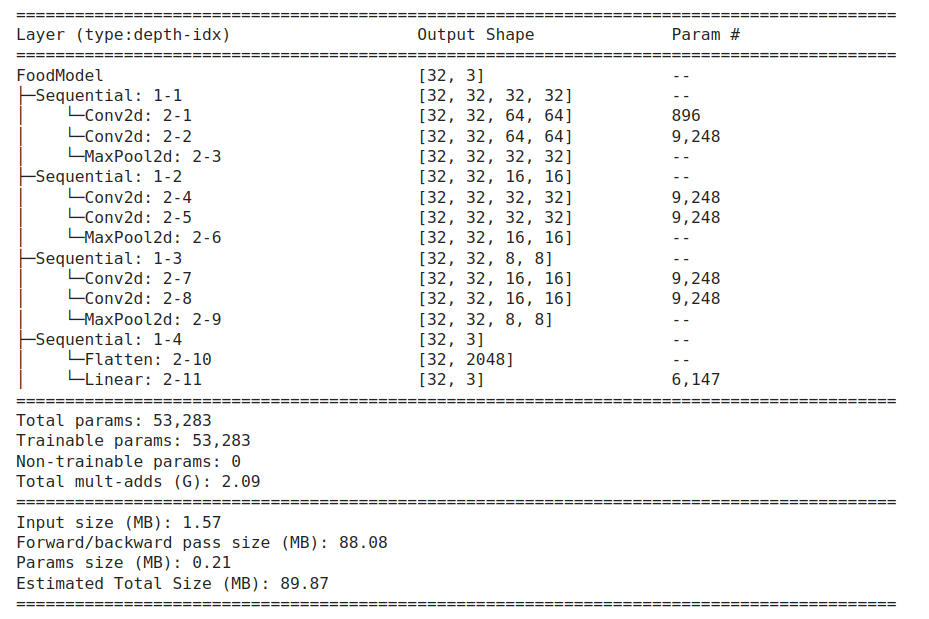 ==========================================================================================
Layer (type:depth-idx)                   Output Shape              Param #
==========================================================================================
FoodModel                                [32, 3]                   --
├─Sequential: 1-1                        [32, 32, 32, 32]          --
│    └─Conv2d: 2-1                       [32, 32, 64, 64]          896
│    └─Conv2d: 2-2                       [32, 32, 64, 64]          9,248
│    └─MaxPool2d: 2-3                    [32, 32, 32, 32]          --
├─Sequential: 1-2                        [32, 32, 16, 16]          --
│    └─Conv2d: 2-4                       [32, 32, 32, 32]          9,248
│    └─Conv2d: 2-5                       [32, 32, 32, 32]          9,248
│    └─MaxPool2d: 2-6                    [32, 32, 16, 16]          --
├─Sequential: 1-3                        [32, 32, 8, 8]            --
│    └─Conv2d: 2-7                       [32, 32, 16, 16]          9,248
│    └─Conv2d: 2-8                       [32, 32, 16, 16]          9,248
│    └─MaxPool2d: 2-9                    [32, 32, 8, 8]            --
├─Sequential: 1-4                        [32, 3]                   --
│    └─Flatten: 2-10                     [32, 2048]                --
│    └─Linear: 2-11                      [32, 3]                   6,147
==========================================================================================
Total params: 53,283
Trainable params: 53,283
Non-trainable params: 0
Total mult-adds (G): 2.09
==========================================================================================
Input size (MB): 1.57
Forward/backward pass size (MB): 88.08
Params size (MB): 0.21
Estimated Total Size (MB): 89.87
==========================================================================================